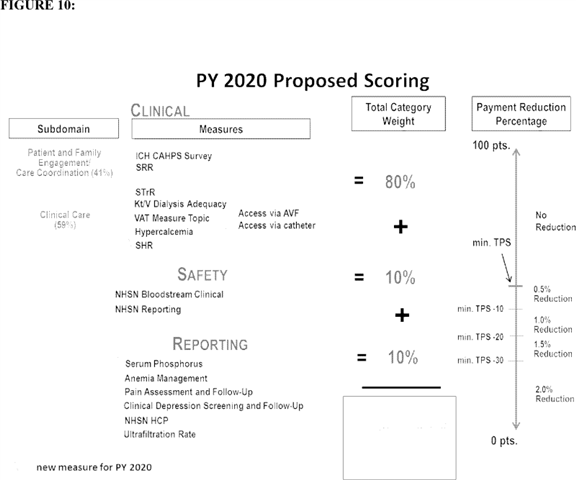 FIGURE 10:
PY 2020 Proposed Scoring
CLINICAL
Subdomain
Measures
Total Category
Weight
Payment Reduction
Percentage
Patient and Family
Engagement/
Care Coordination (41%)
ICH CAHPS Survey
SRR
Clinical Care
(59%)
STrR
Kt/V Dialysis Adequacy
VAT Measure Topic
Access via AVF
Access via catheter
Hypercalcemia
SHR
= 80%
+
SAFETY
= 10%
NHSN Bloodstream Clinical
NHSN Reporting
+
REPORTING
= 10%
Serum Phosphorus
Anemia Management
Pain Assessment and Follow-Up
Clinical Depression Screening and Follow-Up
NHSN HCP
Ultrafiltration Rate
100 pts.
No
Reduction
min. TPS
0.5%
Reduction
min. TPS -10
1.0%
Reduction
min. TPS -20
1.5%
Reduction
min. TPS -30
2.0%
Reduction
0 pts.
new measure for PY 2020